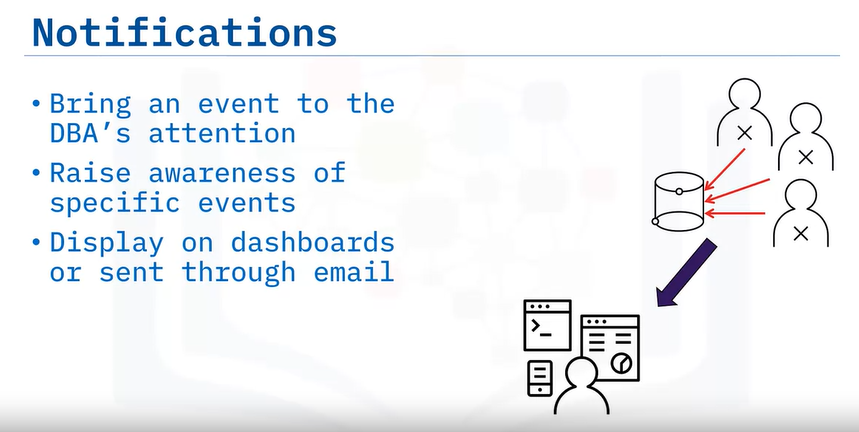 Notifications
• Bring an event to the
DBA’s attention
• Raise awareness of
specific events
• Display on dashboards
or sent through email